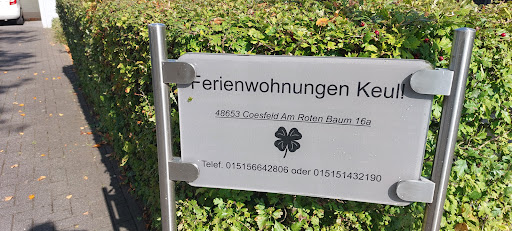 Ferienwohnungen Keul!
48653 Coesfeld Am Roten Baum 16a
Telef. 015156642806 oder 015151432190